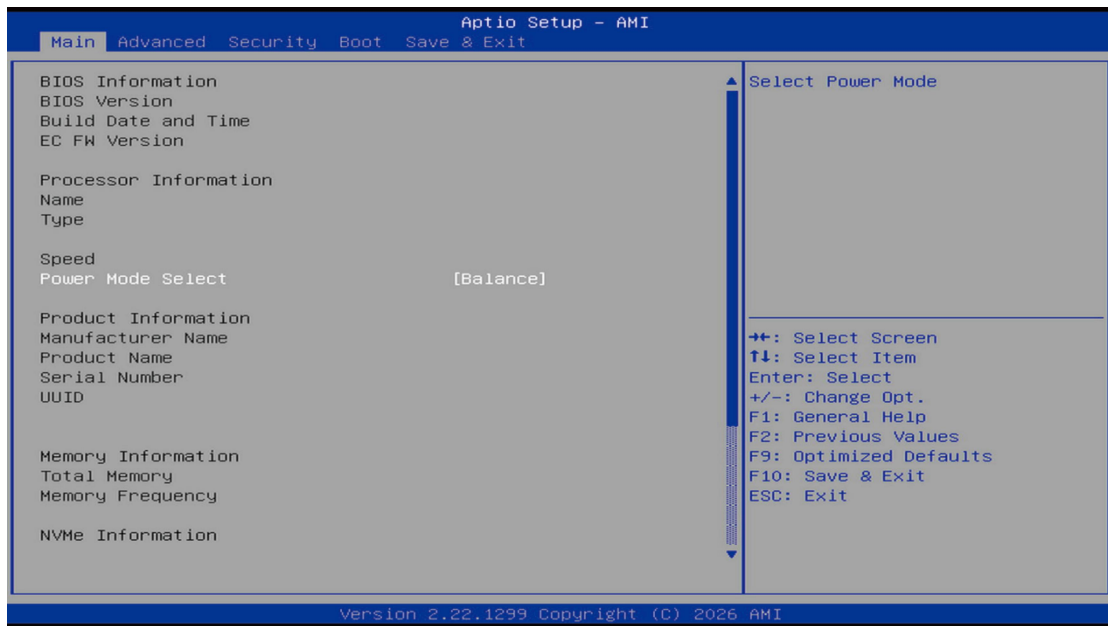 Aptio Setup – AMI
Main Advanced Security Boot Save & Exit
BIOS Information
BIOS Version
Build Date and Time
EC FW Version
Processor Information
Name
Type
Speed
Power Mode Select [Balance]
Product Information
Manufacturer Name
Product Name
Serial Number
UUID
Memory Information
Total Memory
Memory Frequency
NVMe Information
Select Power Mode
→←: Select Screen
↑↓: Select Item
Enter: Select
+/-: Change Opt.
F1: General Help
F2: Previous Values
F9: Optimized Defaults
F10: Save & Exit
ESC: Exit
Version 2.22.1299 Copyright (C) 2026 AMI